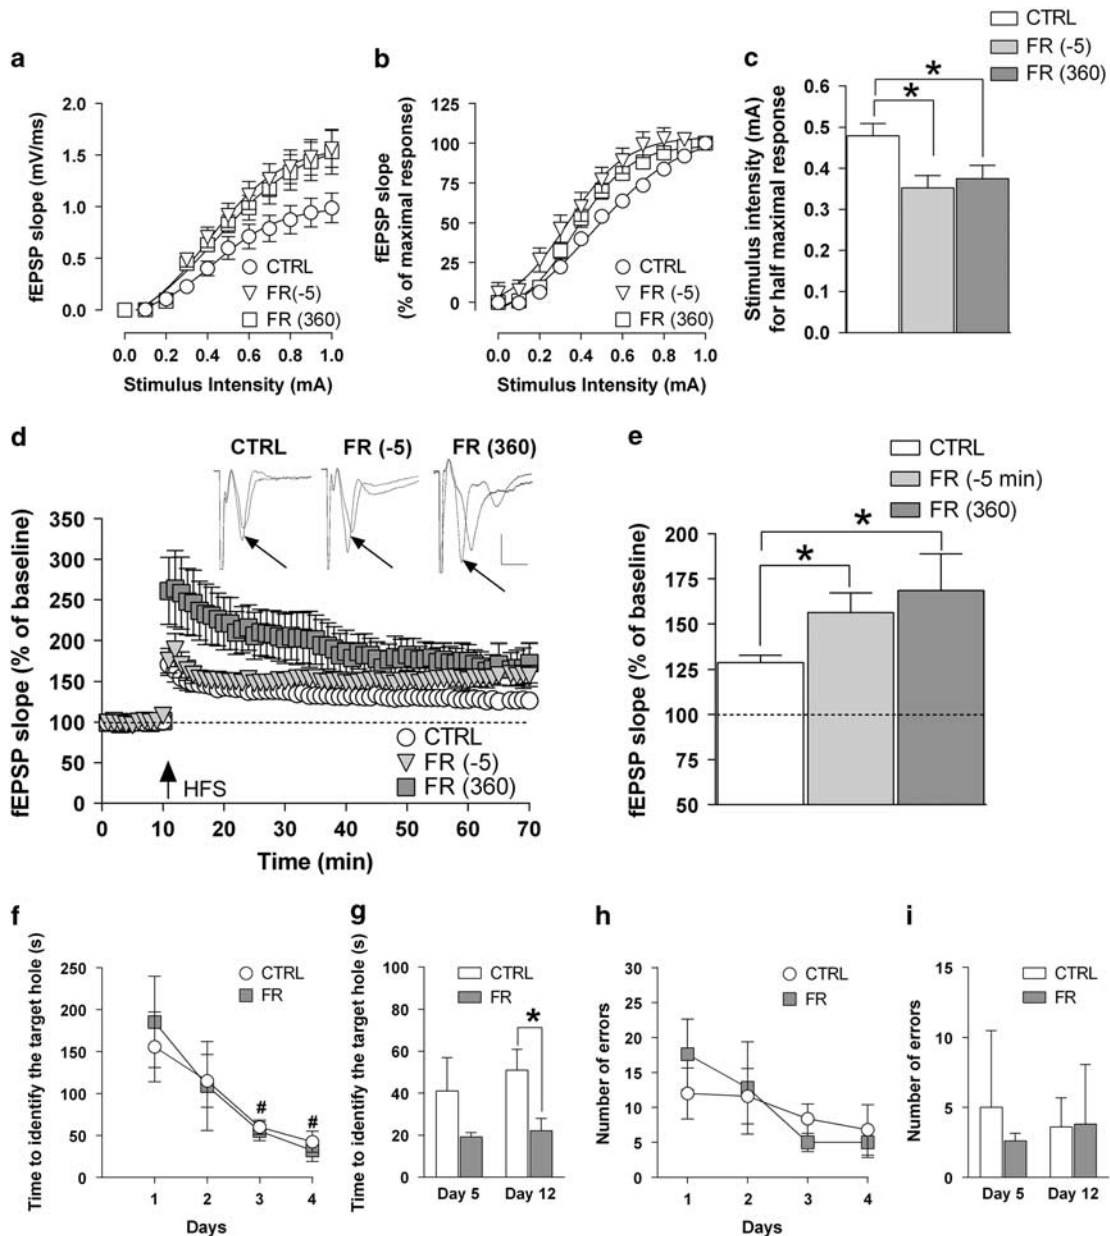 CTRL
FR (-5)
FR (360)
a
fEPSP slope (mV/ms)
2.0
1.5
1.0
0.5
0.0
CTRL
FR(-5)
FR (360)
0.0 0.2 0.4 0.6 0.8 1.0
Stimulus Intensity (mA)
b
fEPSP slope
(% of maximal response)
125
100
75
50
25
0
CTRL
FR (-5)
FR (360)
0.0 0.2 0.4 0.6 0.8 1.0
Stimulus Intensity (mA)
c
Stimulus intensity (mA)
for half maximal response
0.6
0.5
0.4
0.3
0.2
0.1
0.0
*
*
d
CTRL FR (-5) FR (360)
fEPSP slope (% of baseline)
350
300
250
200
150
100
50
0
HFS
CTRL
FR (-5)
FR (360)
0 10 20 30 40 50 60 70
Time (min)
e
CTRL
FR (-5 min)
FR (360)
fEPSP slope (% of baseline)
200
175
150
125
100
75
50
*
*
f
Time to identify the target hole (s)
250
200
150
100
50
0
CTRL
FR
# #
1 2 3 4
Days
g
Time to identify the target hole (s)
100
80
60
40
20
0
CTRL
FR
*
Day 5 Day 12
h
Number of errors
30
25
20
15
10
5
0
CTRL
FR
1 2 3 4
Days
i
Number of errors
15
10
5
0
CTRL
FR
Day 5 Day 12